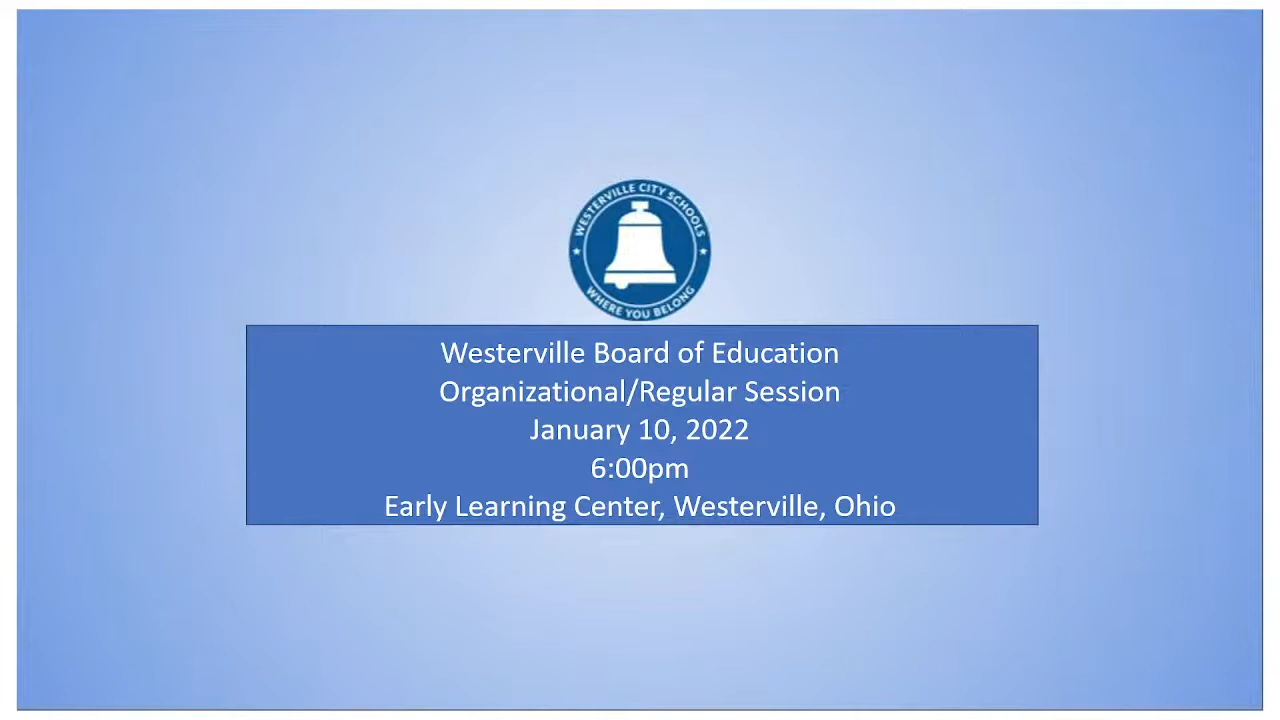 WESTERVILLE CITY SCHOOLS
WHERE YOU BELONG
Westerville Board of Education
Organizational/Regular Session
January 10, 2022
6:00pm
Early Learning Center, Westerville, Ohio